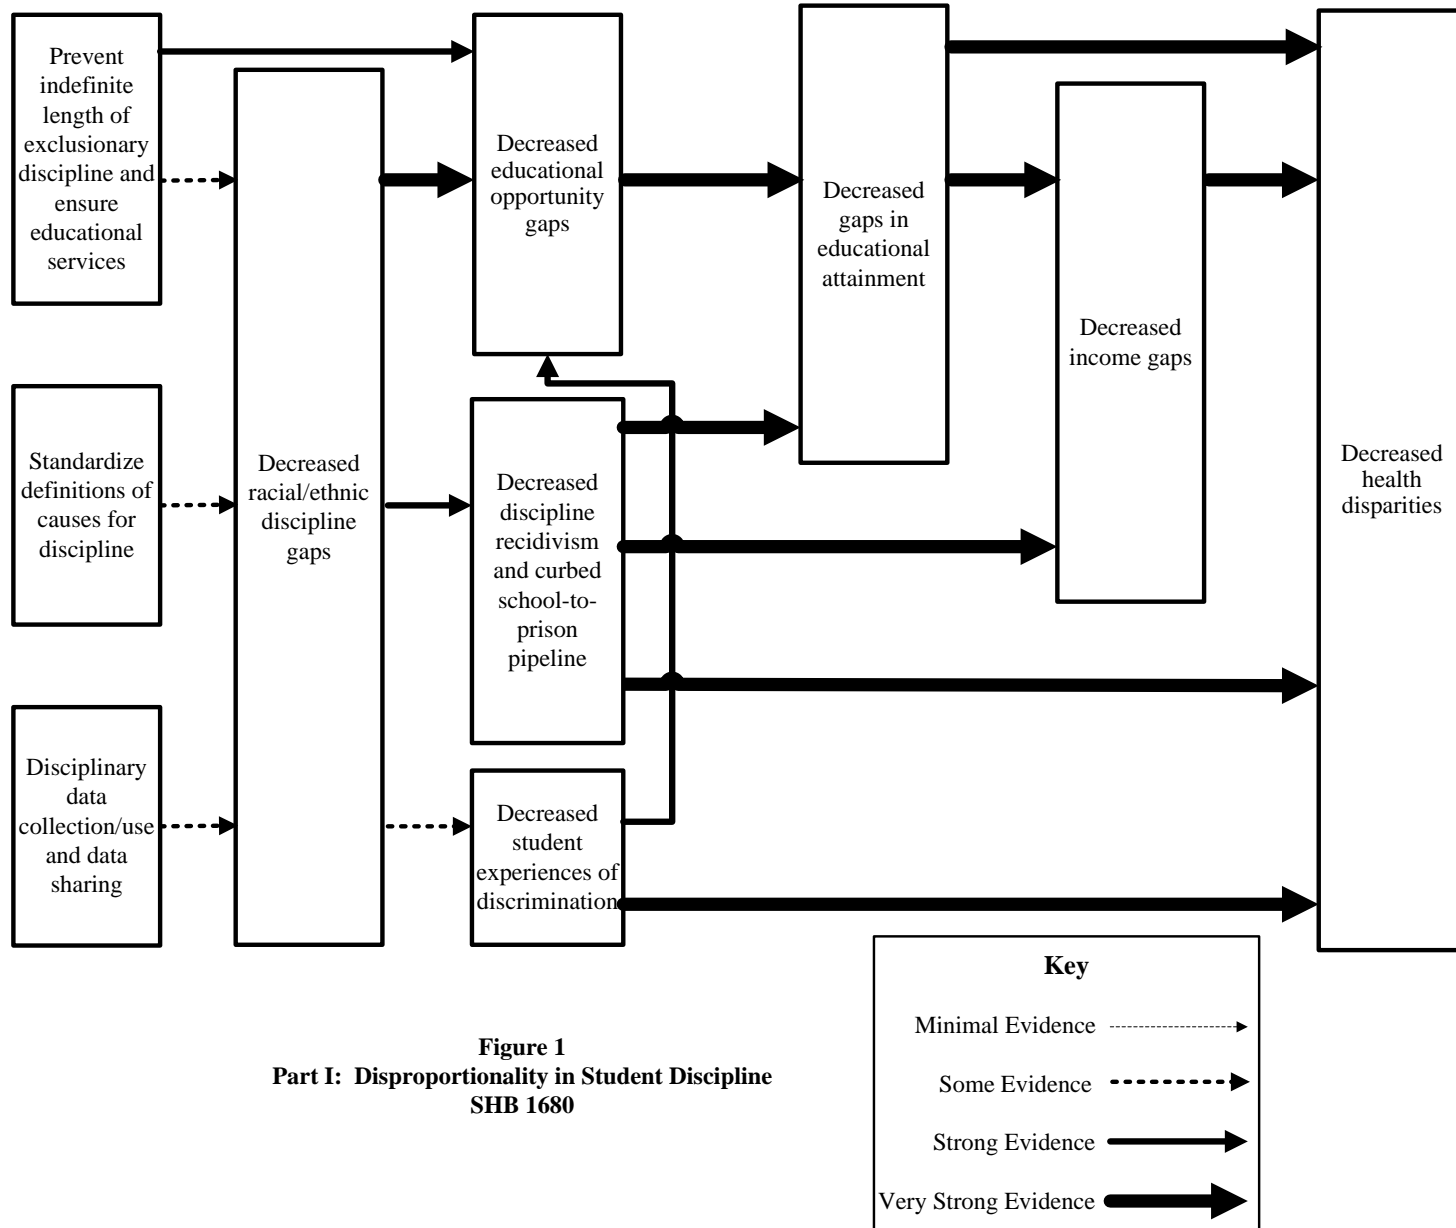 Prevent
indefinite
length of
exclusionary
discipline and
ensure
educational
services
Standardize
definitions of
causes for
discipline
Disciplinary
data
collection/use
and data
sharing
Decreased
racial/ethnic
discipline
gaps
Decreased
educational
opportunity
gaps
Decreased
discipline
recidivism
and curbed
school-to-
prison
pipeline
Decreased
student
experiences of
discrimination
Decreased
gaps in
educational
attainment
Decreased
income gaps
Decreased
health
disparities
Figure 1
Part I: Disproportionality in Student Discipline
SHB 1680
Key
Minimal Evidence
Some Evidence
Strong Evidence
Very Strong Evidence